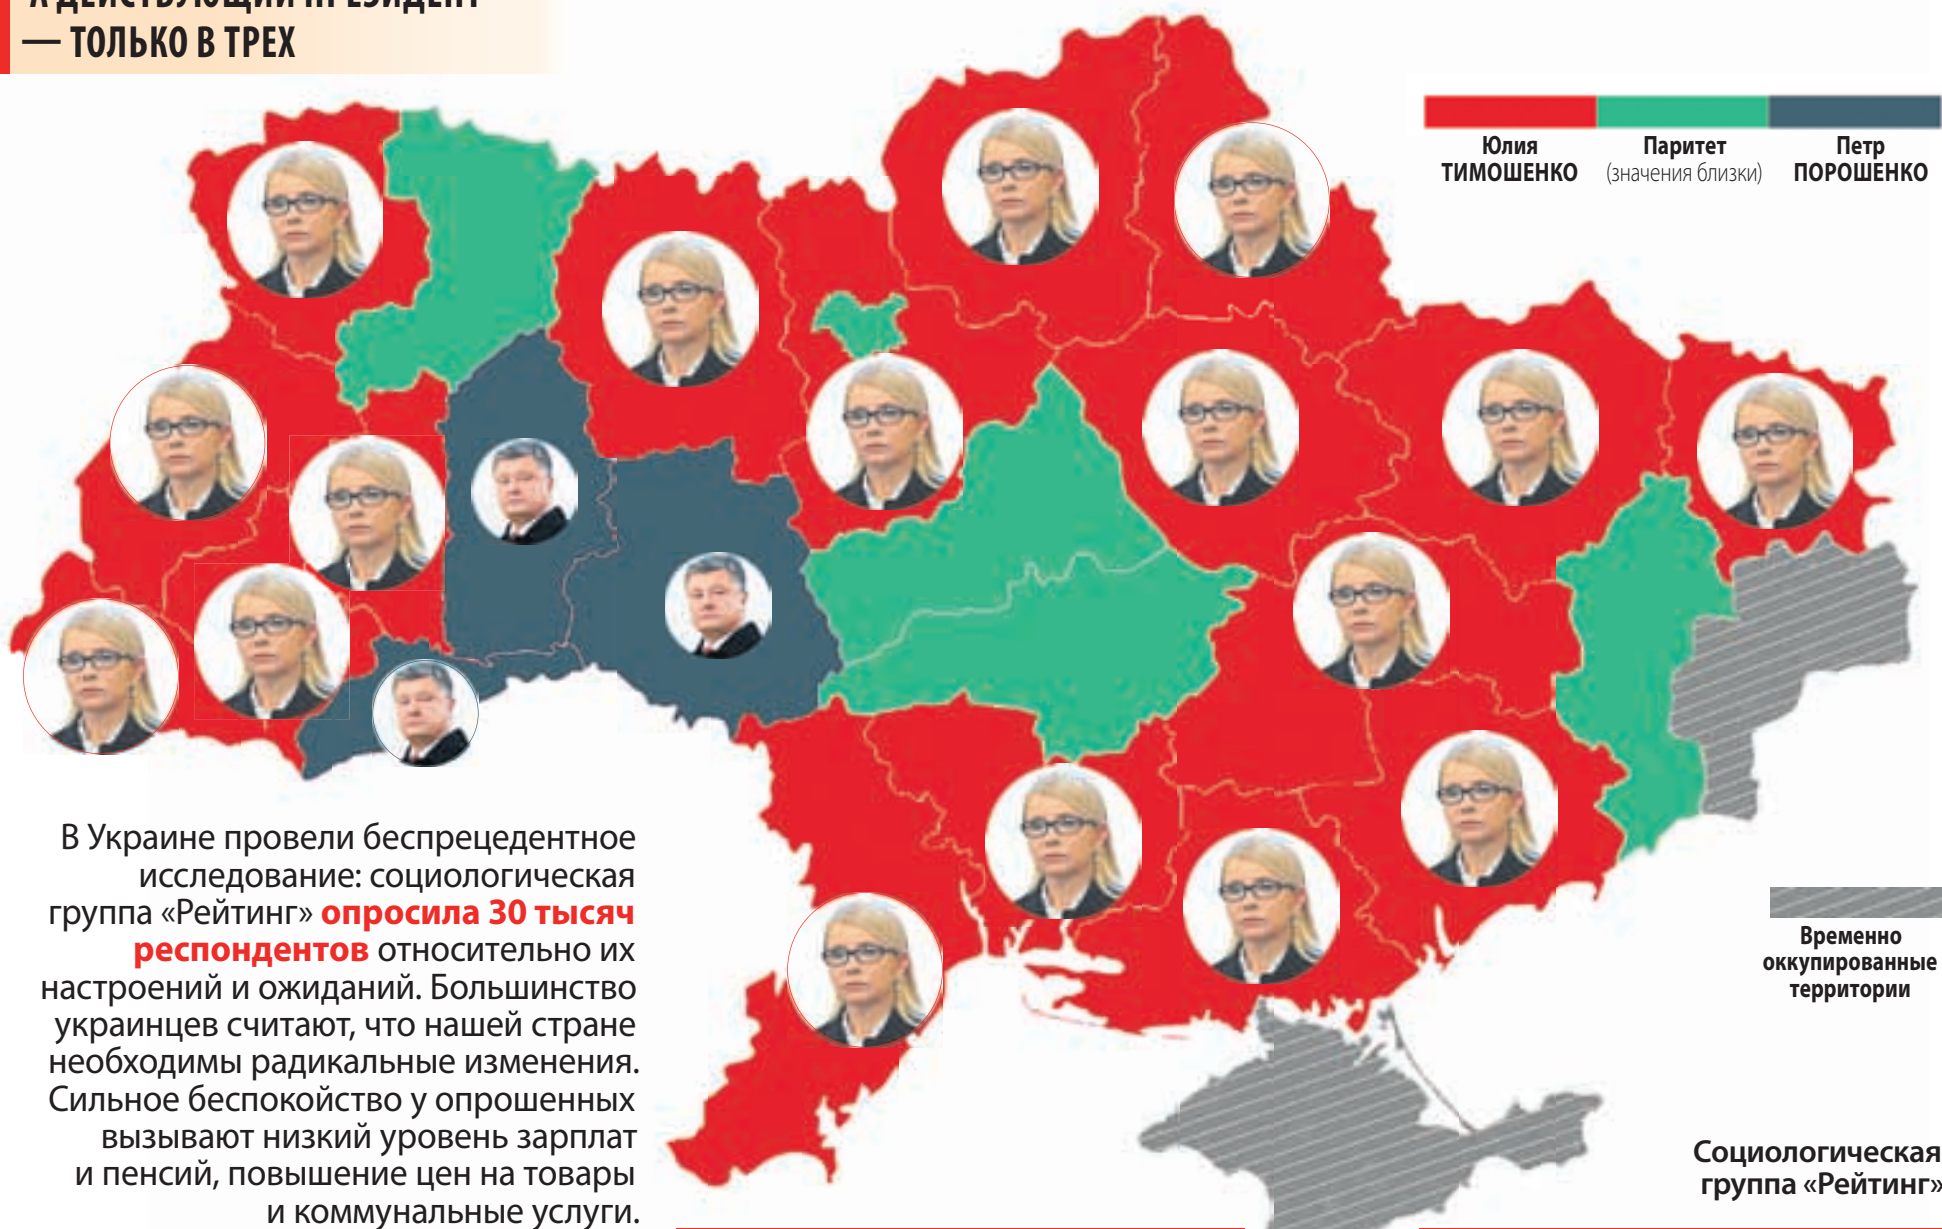 А ДЕЙСТВУЮЩИЙ ПРЕЗИДЕНТ
— ТОЛЬКО В ТРЕХ
Юлия
ТИМОШЕНКО
Паритет
(значения близки)
Петр
ПОРОШЕНКО
В Украине провели беспрецедентное
исследование: социологическая
группа «Рейтинг» опросила 30 тысяч
респондентов относительно их
настроений и ожиданий. Большинство
украинцев считают, что нашей стране
необходимы радикальные изменения.
Сильное беспокойство у опрошенных
вызывают низкий уровень зарплат
и пенсий, повышение цен на товары
и коммунальные услуги.
Временно
оккупированные
территории
Социологическая
группа «Рейтинг»